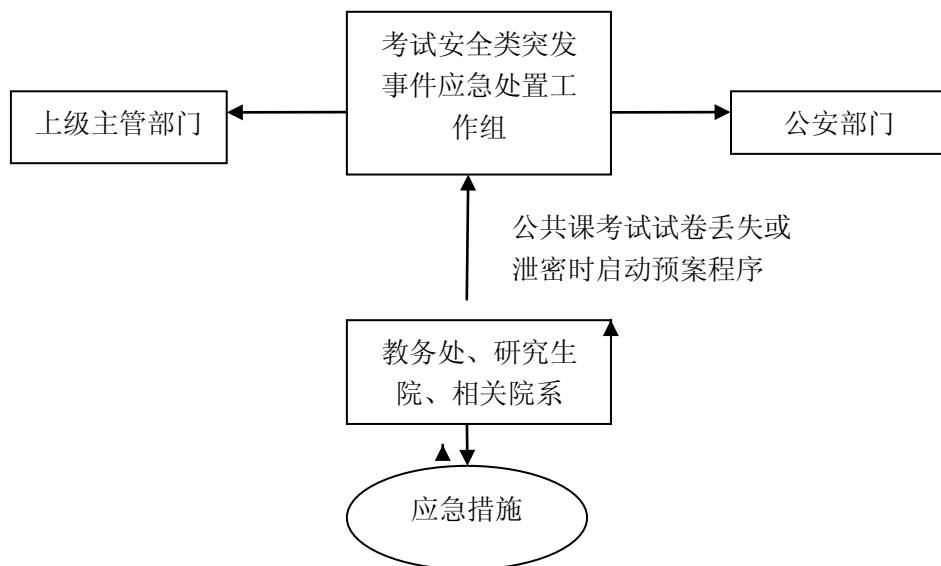 考试安全类突发
事件应急处置工
作组
上级主管部门
公安部门
公共课考试试卷丢失或
泄密时启动预案程序
教务处、研究生
院、相关院系
应急措施